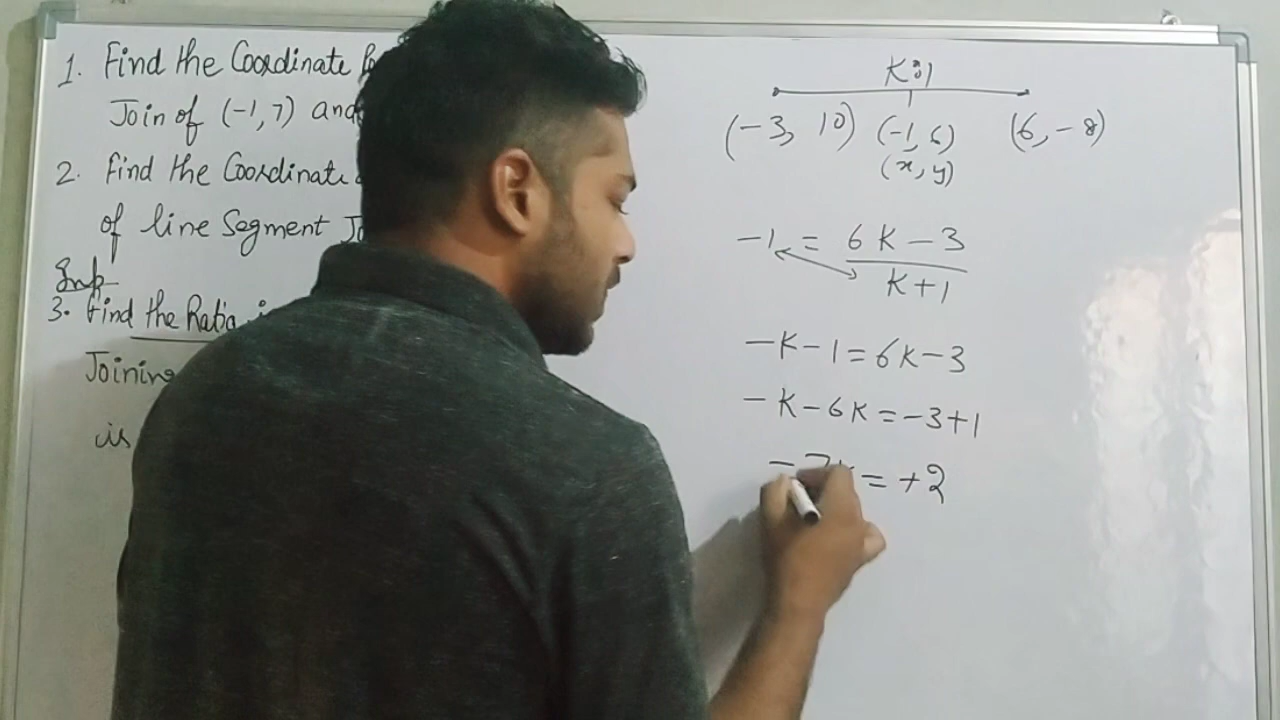 1. Find the Coordinate
Join of (-1, 7) and
2. Find the Coordinate
of line Segment
3. Find the Ratio
Joining
is
K:1
(-3, 10) (-1, 6) (6, -8)
(x, y)
-1 = 6K-3
K+1
-K-1=6K-3
-K-6K=-3+1
-7K = +2